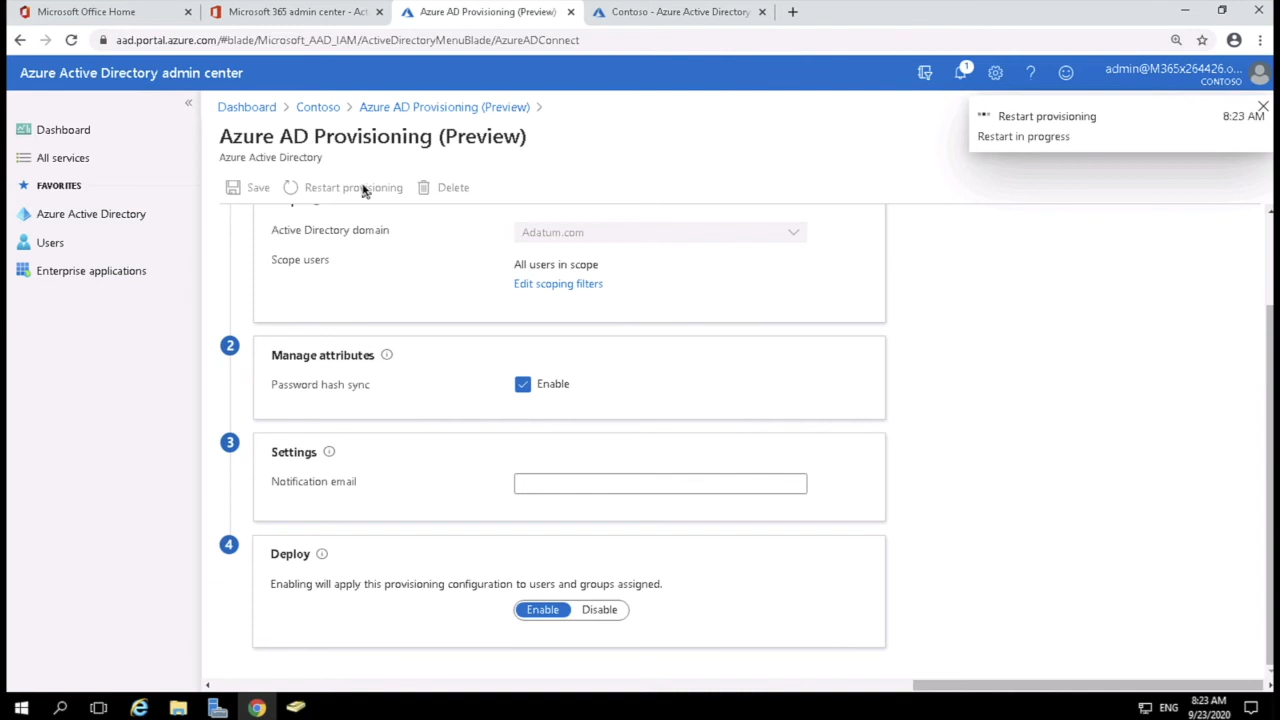 Microsoft Office Home
Microsoft 365 admin center - Act
Azure AD Provisioning (Preview)
Contoso - Azure Active Directory
aad.portal.azure.com/#blade/Microsoft_AAD_IAM/ActiveDirectoryMenuBlade/AzureADConnect
Azure Active Directory admin center
1
admin@M365x264426.o...
CONTOSO
Dashboard
All services
FAVORITES
Azure Active Directory
Users
Enterprise applications
Dashboard > Contoso > Azure AD Provisioning (Preview) >
Azure AD Provisioning (Preview)
Azure Active Directory
Restart provisioning 8:23 AM
Restart in progress
Save Restart provisioning Delete
Active Directory domain Adatum.com
Scope users All users in scope
Edit scoping filters
2 Manage attributes
Password hash sync Enable
3 Settings
Notification email
4 Deploy
Enabling will apply this provisioning configuration to users and groups assigned.
Enable Disable
ENG
8:23 AM
9/23/2020